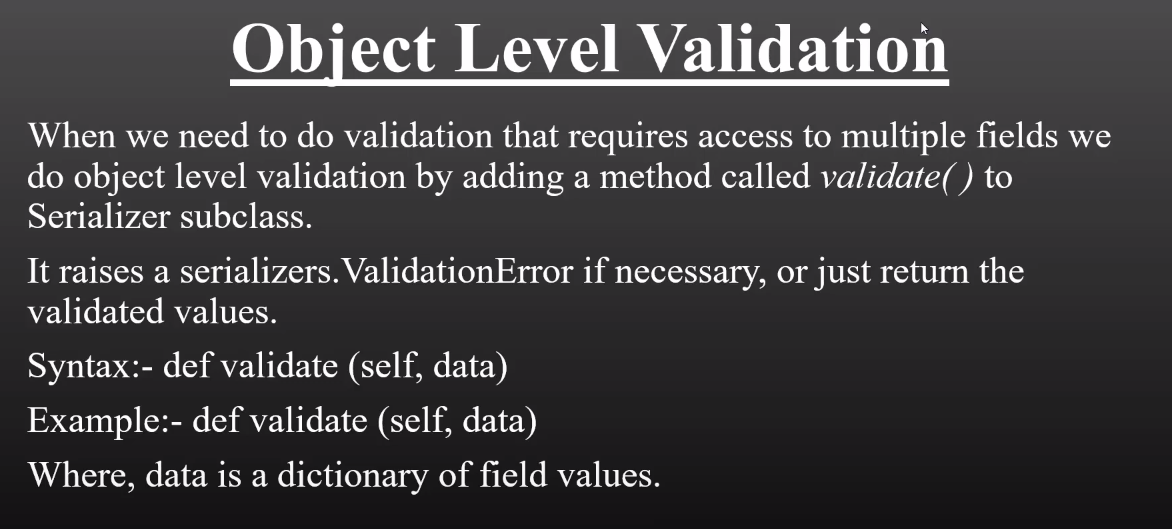 Object Level Validation
When we need to do validation that requires access to multiple fields we
do object level validation by adding a method called validate( ) to
Serializer subclass.
It raises a serializers.ValidationError if necessary, or just return the
validated values.
Syntax:- def validate (self, data)
Example:- def validate (self, data)
Where, data is a dictionary of field values.